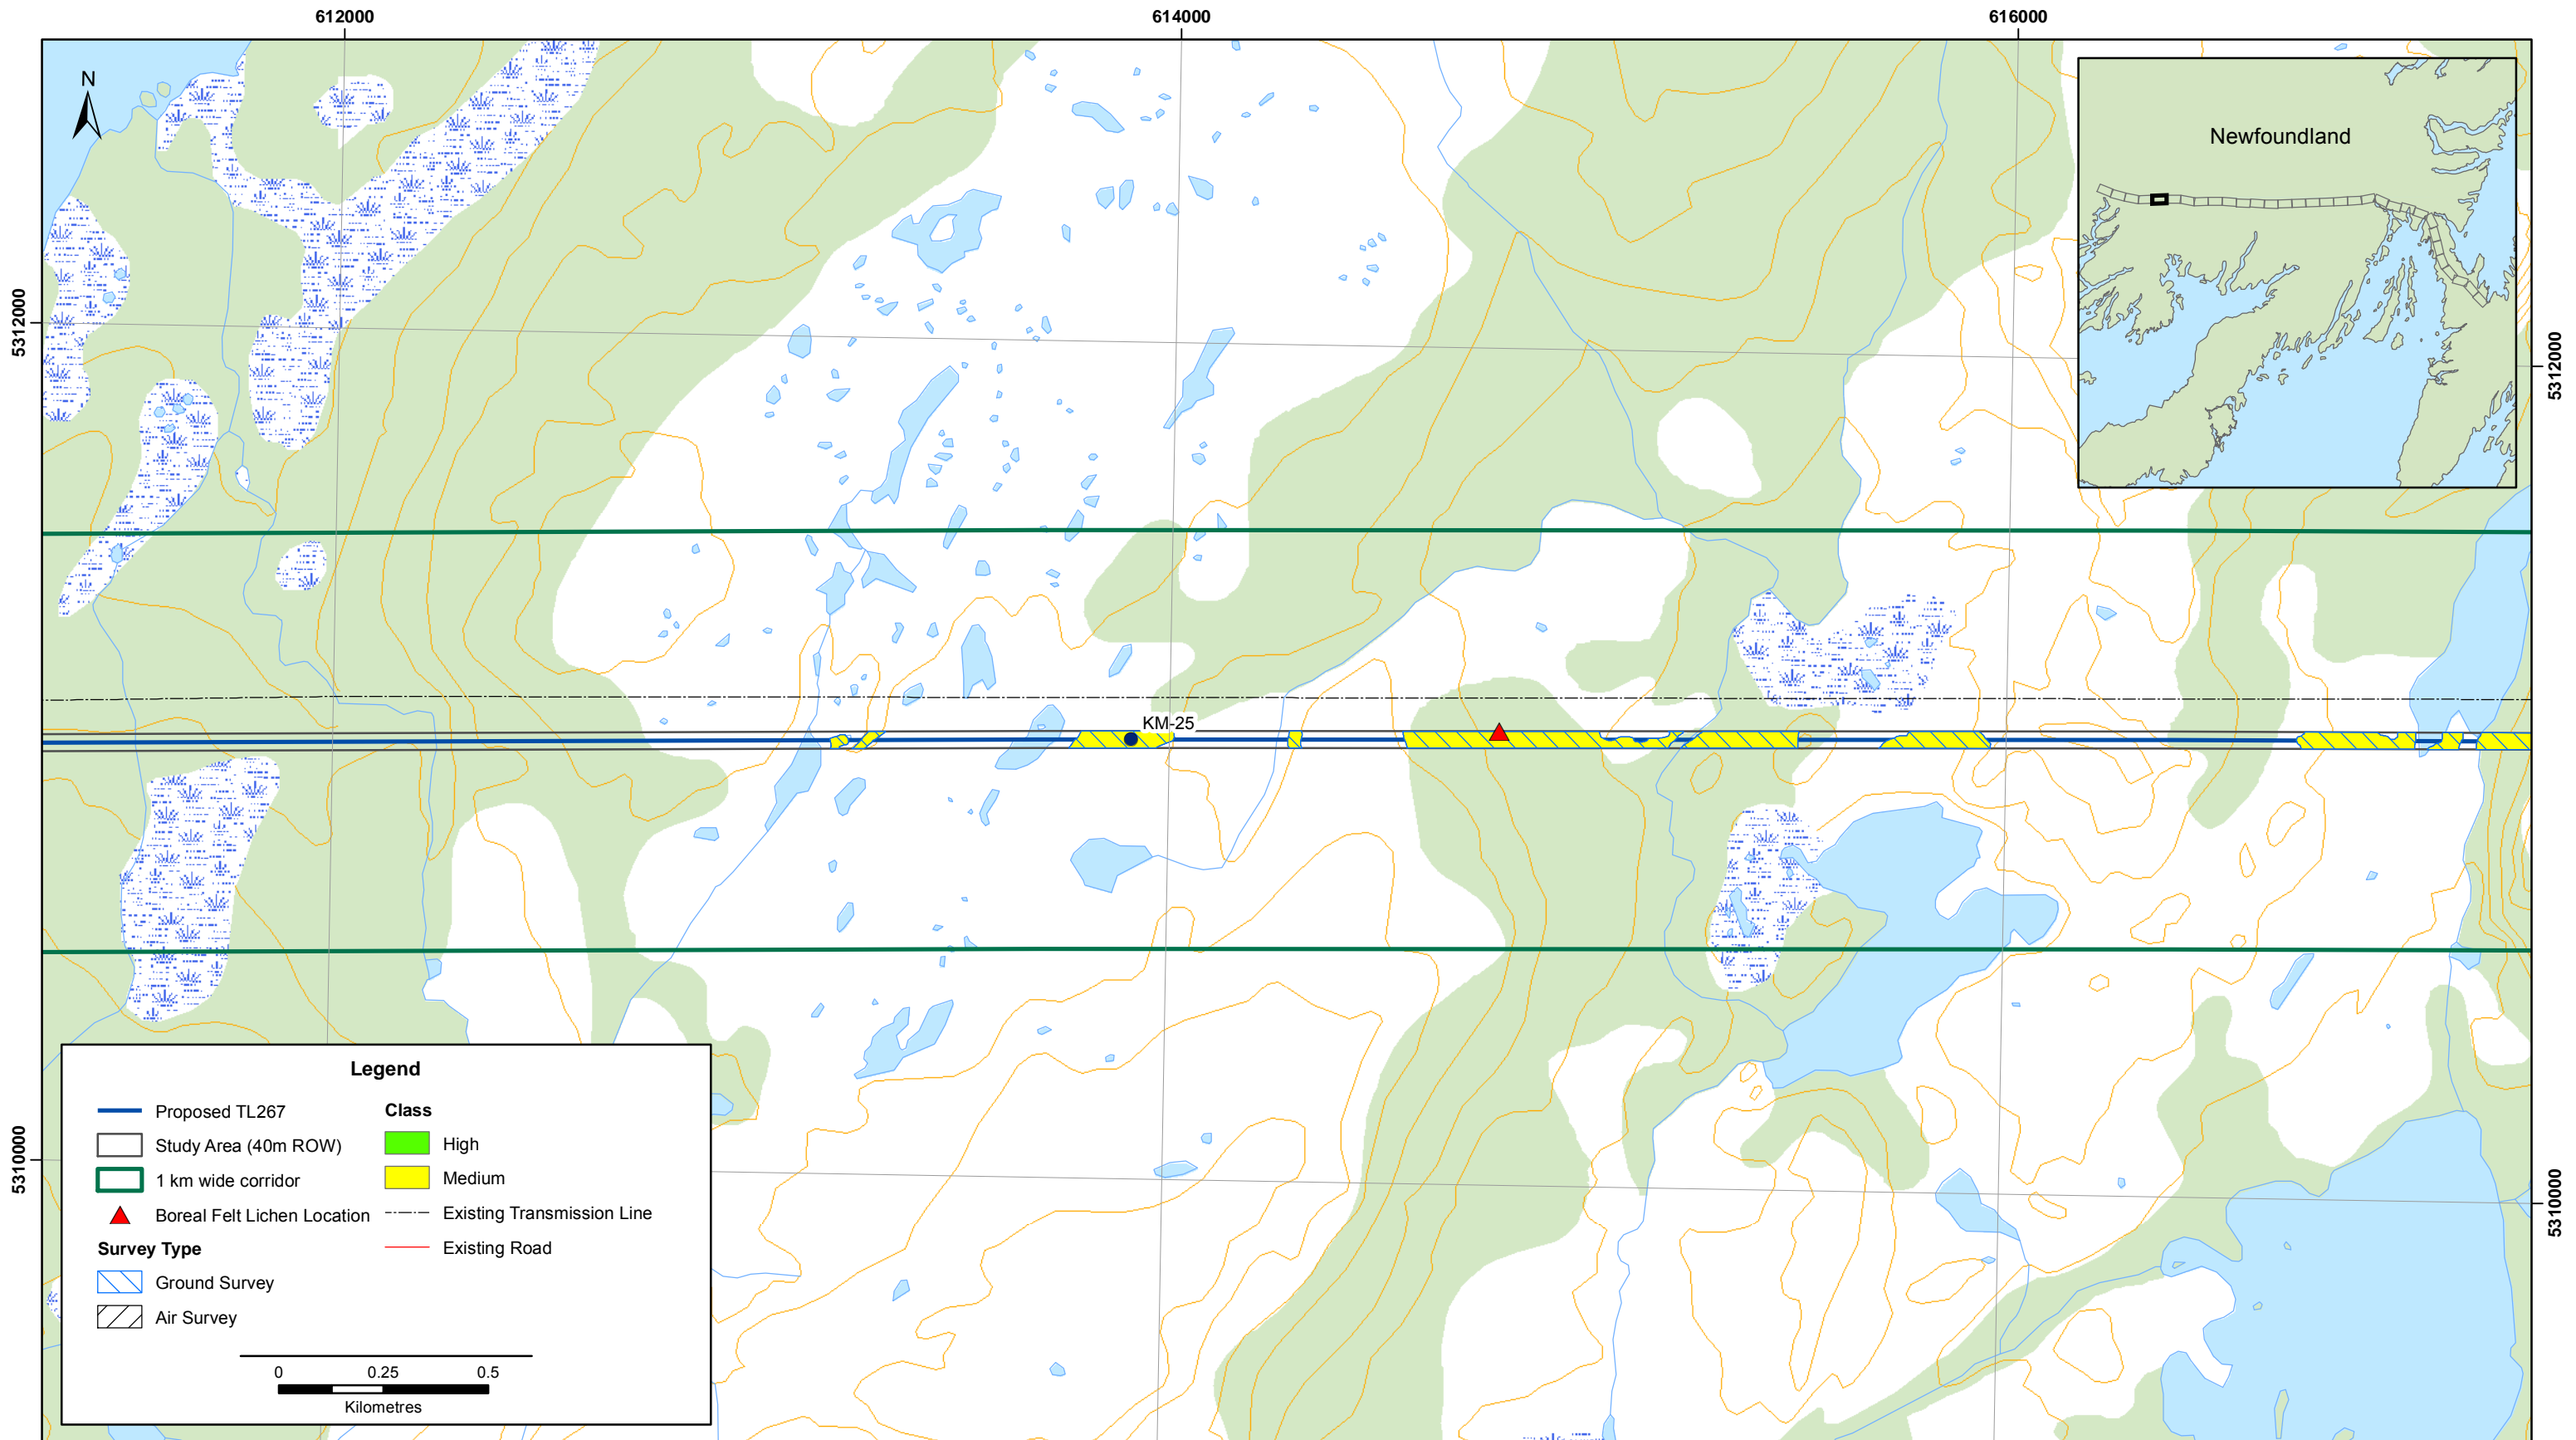 612000
614000
616000
N
Newfoundland
5312000
5312000
KM-25
5310000
5310000
Legend
Proposed TL267
Study Area (40m ROW)
1 km wide corridor
Boreal Felt Lichen Location
Survey Type
Ground Survey
Air Survey
Class
High
Medium
Existing Transmission Line
Existing Road
0 0.25 0.5
Kilometres